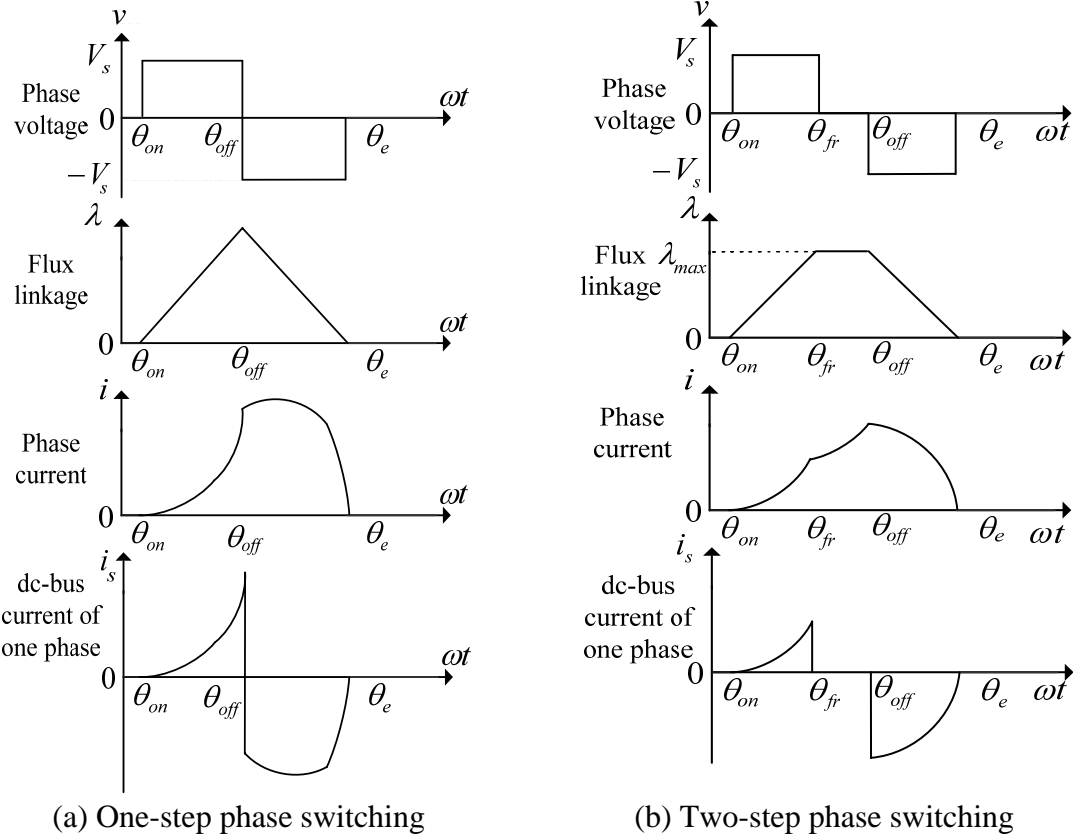 v
V_s
Phase
voltage
0
ωt
θ_on
θ_off
θ_e
−V_s
λ
Flux
linkage
0
ωt
θ_on
θ_off
θ_e
i
Phase
current
0
ωt
θ_on
θ_off
θ_e
i_s
dc-bus
current of
one phase
0
ωt
θ_on
θ_off
θ_e
(a) One-step phase switching
v
V_s
Phase
voltage
0
θ_on
θ_fr
θ_off
θ_e
ωt
−V_s
λ
Flux
linkage
λ_max
0
θ_on
θ_fr
θ_off
θ_e
ωt
i
Phase
current
0
θ_on
θ_fr
θ_off
θ_e
ωt
i_s
dc-bus
current of
one phase
0
θ_on
θ_fr
θ_off
θ_e
ωt
(b) Two-step phase switching